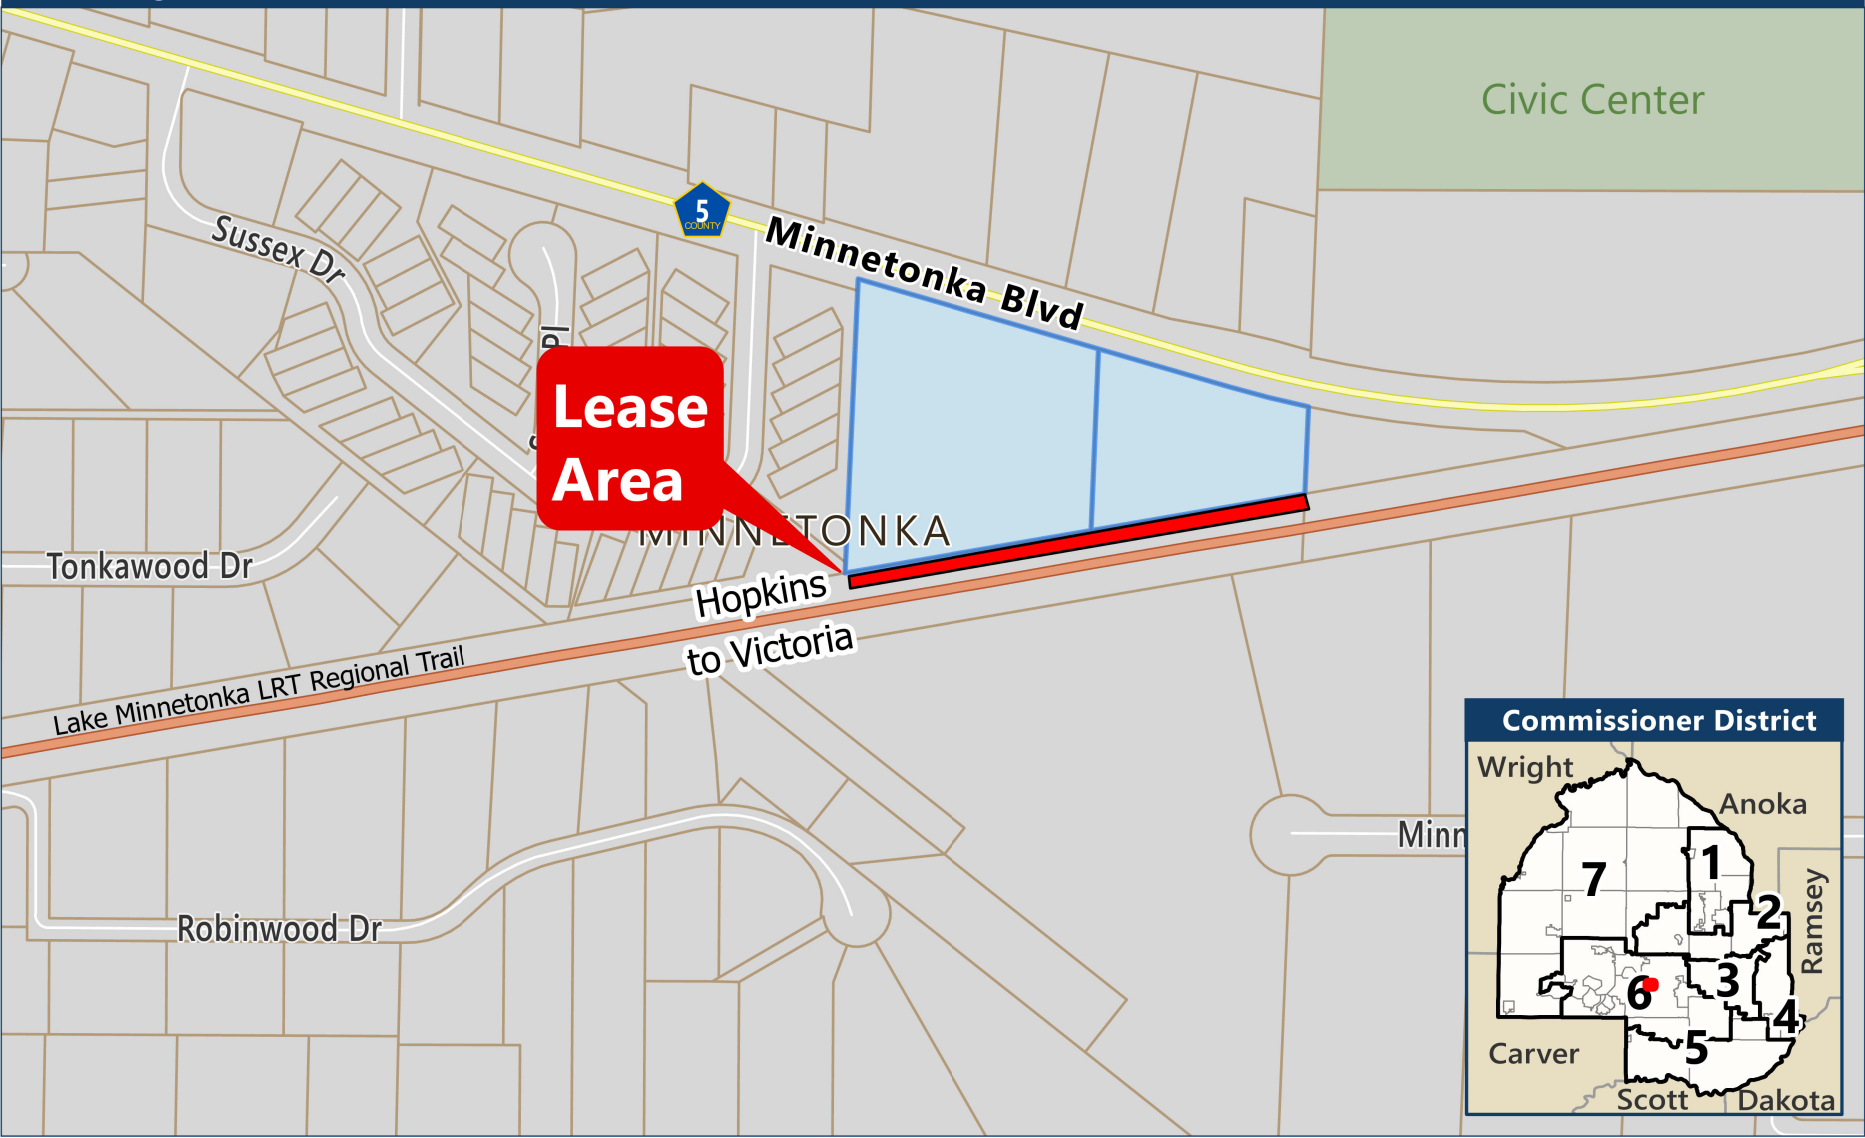 Civic Center
5
COUNTY
Minnetonka Blvd
Sussex Dr
Pl
Lease
Area
MINNETONKA
Tonkawood Dr
Hopkins
to Victoria
Lake Minnetonka LRT Regional Trail
Robinwood Dr
Minn
Commissioner District
Wright
Anoka
1
7
2
Ramsey
3
6
4
5
Carver
Scott
Dakota